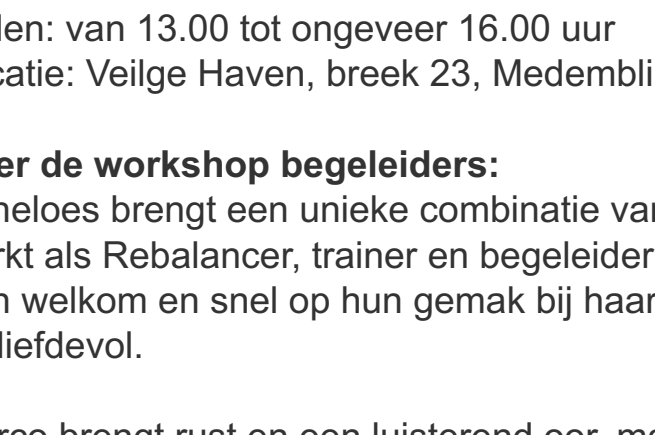 len: van 13.00 tot ongeveer 16.00 uur
catie: Veilge Haven, breek 23, Medembli
er de workshop begeleiders:
neloes brengt een unieke combinatie va
rkt als Rebalancer, trainer en begeleider
n welkom en snel op hun gemak bij haar
liefdevol.
brengt rust en een luisterend oor